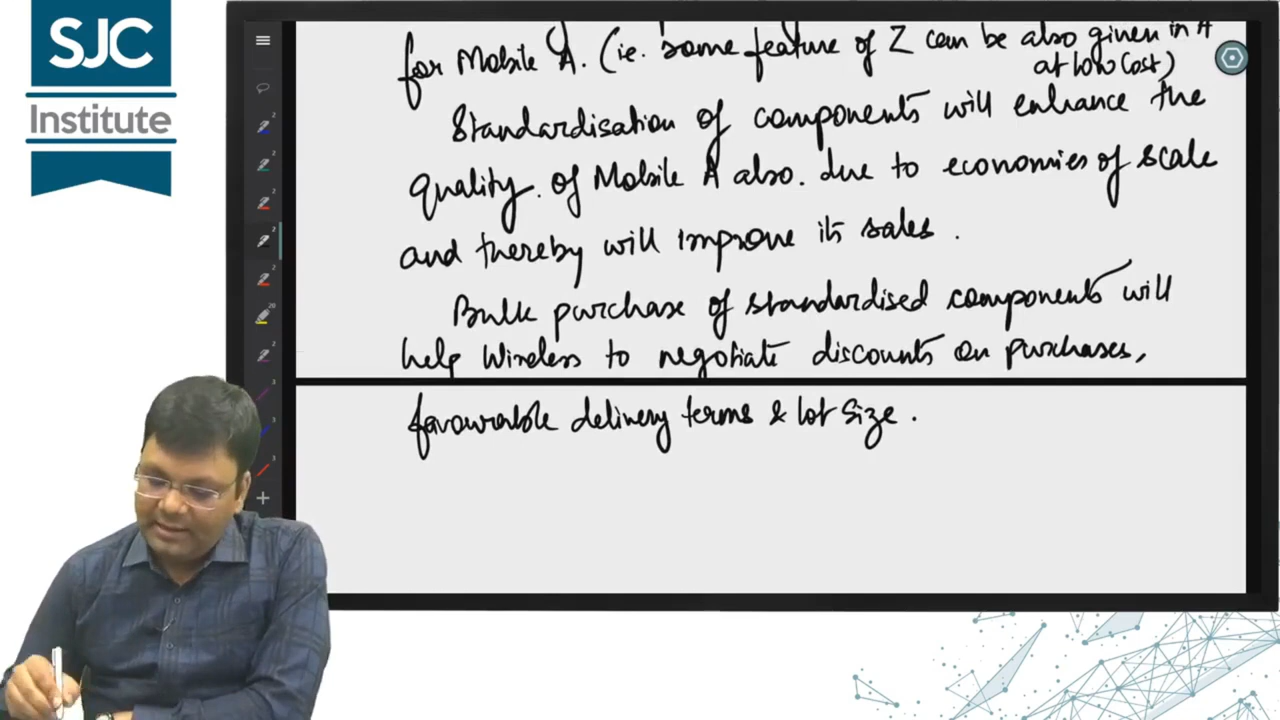 SJC
Institute
for Mobile A. (ie. some feature of Z can be also given in A
at low cost)
Standardisation of components will enhance the
quality. of Mobile A also. due to economies of scale
and thereby will improve its sales.
Bulk purchase of standardised components will
help Wireless to negotiate discounts on purchases,
favourable delivery terms & lot size.